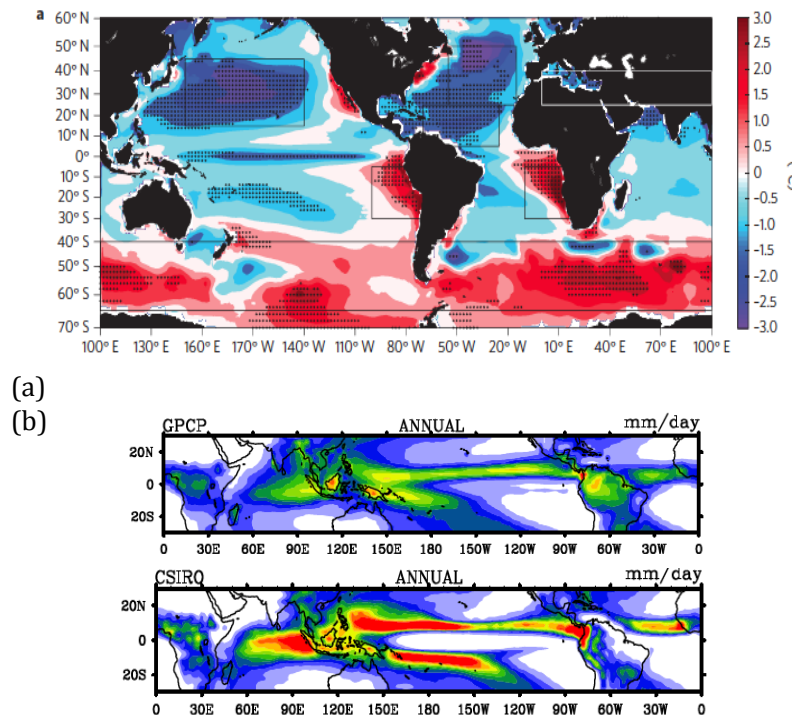 a
60° N
50° N
40° N
30° N
20° N
10° N
0°
10° S
20° S
30° S
40° S
50° S
60° S
70° S
100° E 130° E 160° E 170° W 140° W 110° W 80° W 50° W 20° W 10° E 40° E 70° E 100° E
3.0
2.5
2.0
1.5
1.0
0.5
0
−0.5
−1.0
−1.5
−2.0
−2.5
−3.0
(a)
(b)
GPCP ANNUAL mm/day
20N
0
20S
0 30E 60E 90E 120E 150E 180 150W 120W 90W 60W 30W 0
CSIRO ANNUAL mm/day
20N
0
20S
0 30E 60E 90E 120E 150E 180 150W 120W 90W 60W 30W 0